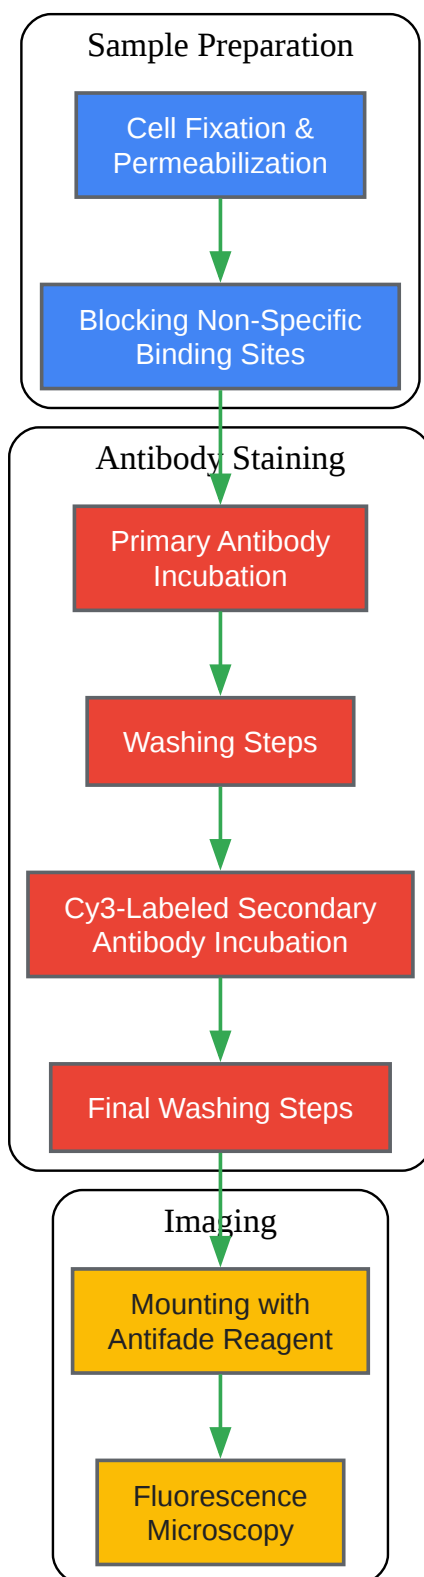 Sample Preparation
Cell Fixation &
Permeabilization
Blocking Non-Specific
Binding Sites
Antibody Staining
Primary Antibody
Incubation
Washing Steps
Cy3-Labeled Secondary
Antibody Incubation
Final Washing Steps
Imaging
Mounting with
Antifade Reagent
Fluorescence
Microscopy